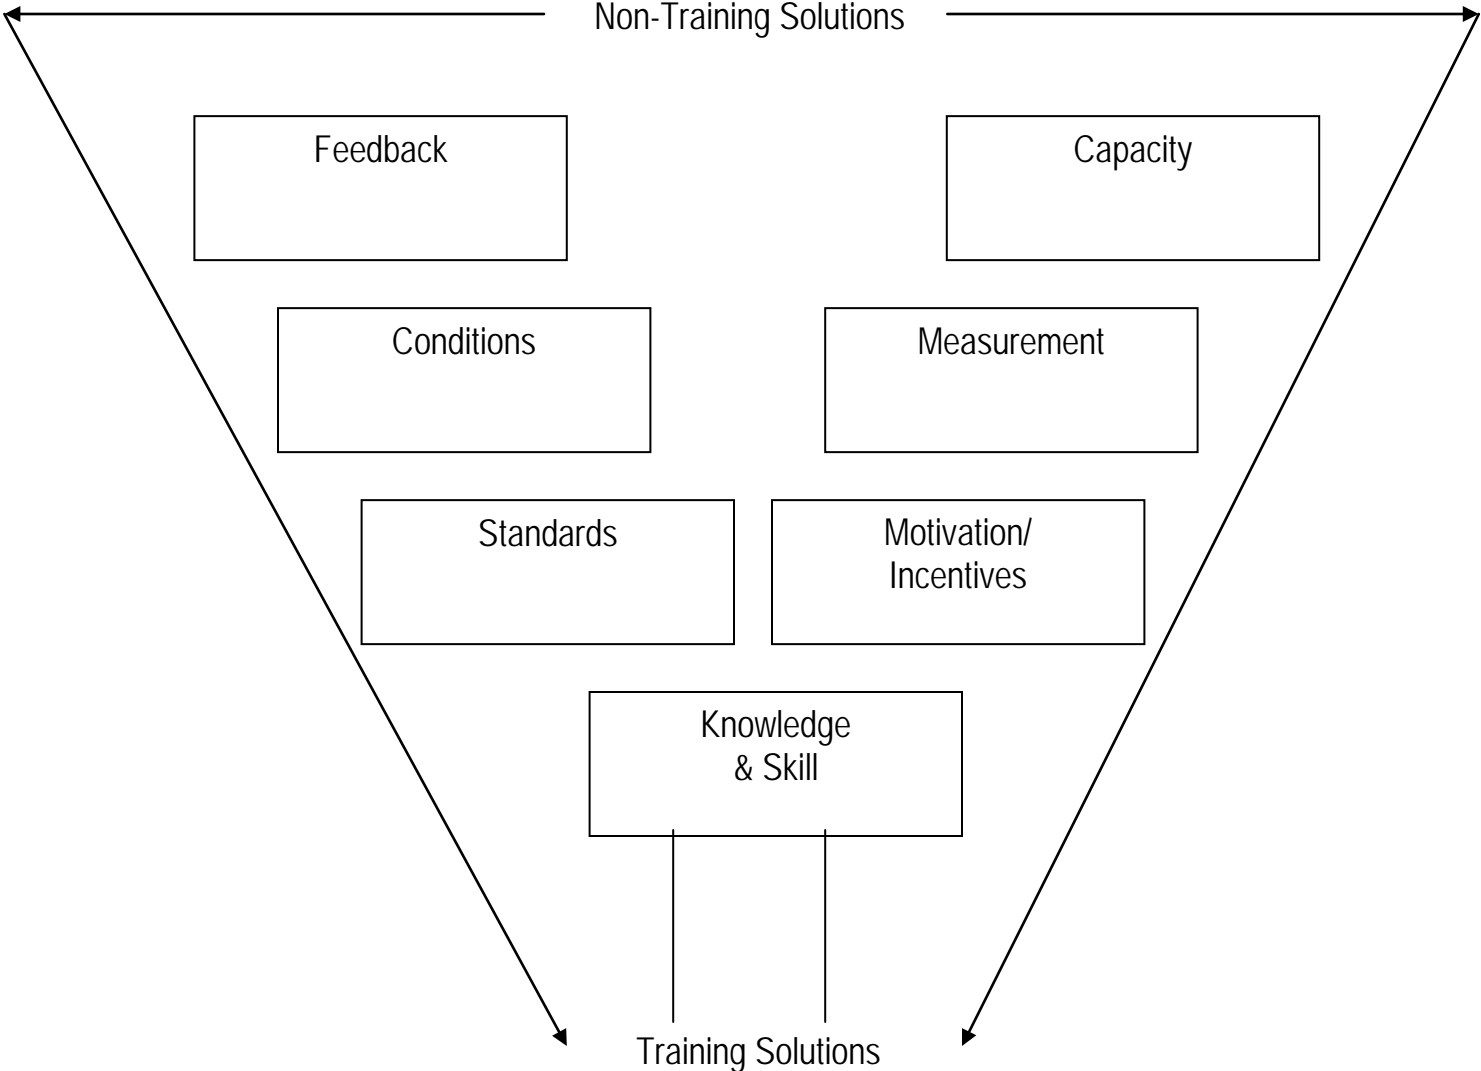 Non-Training Solutions
Feedback
Capacity
Conditions
Measurement
Standards
Motivation/
Incentives
Knowledge
& Skill
Training Solutions